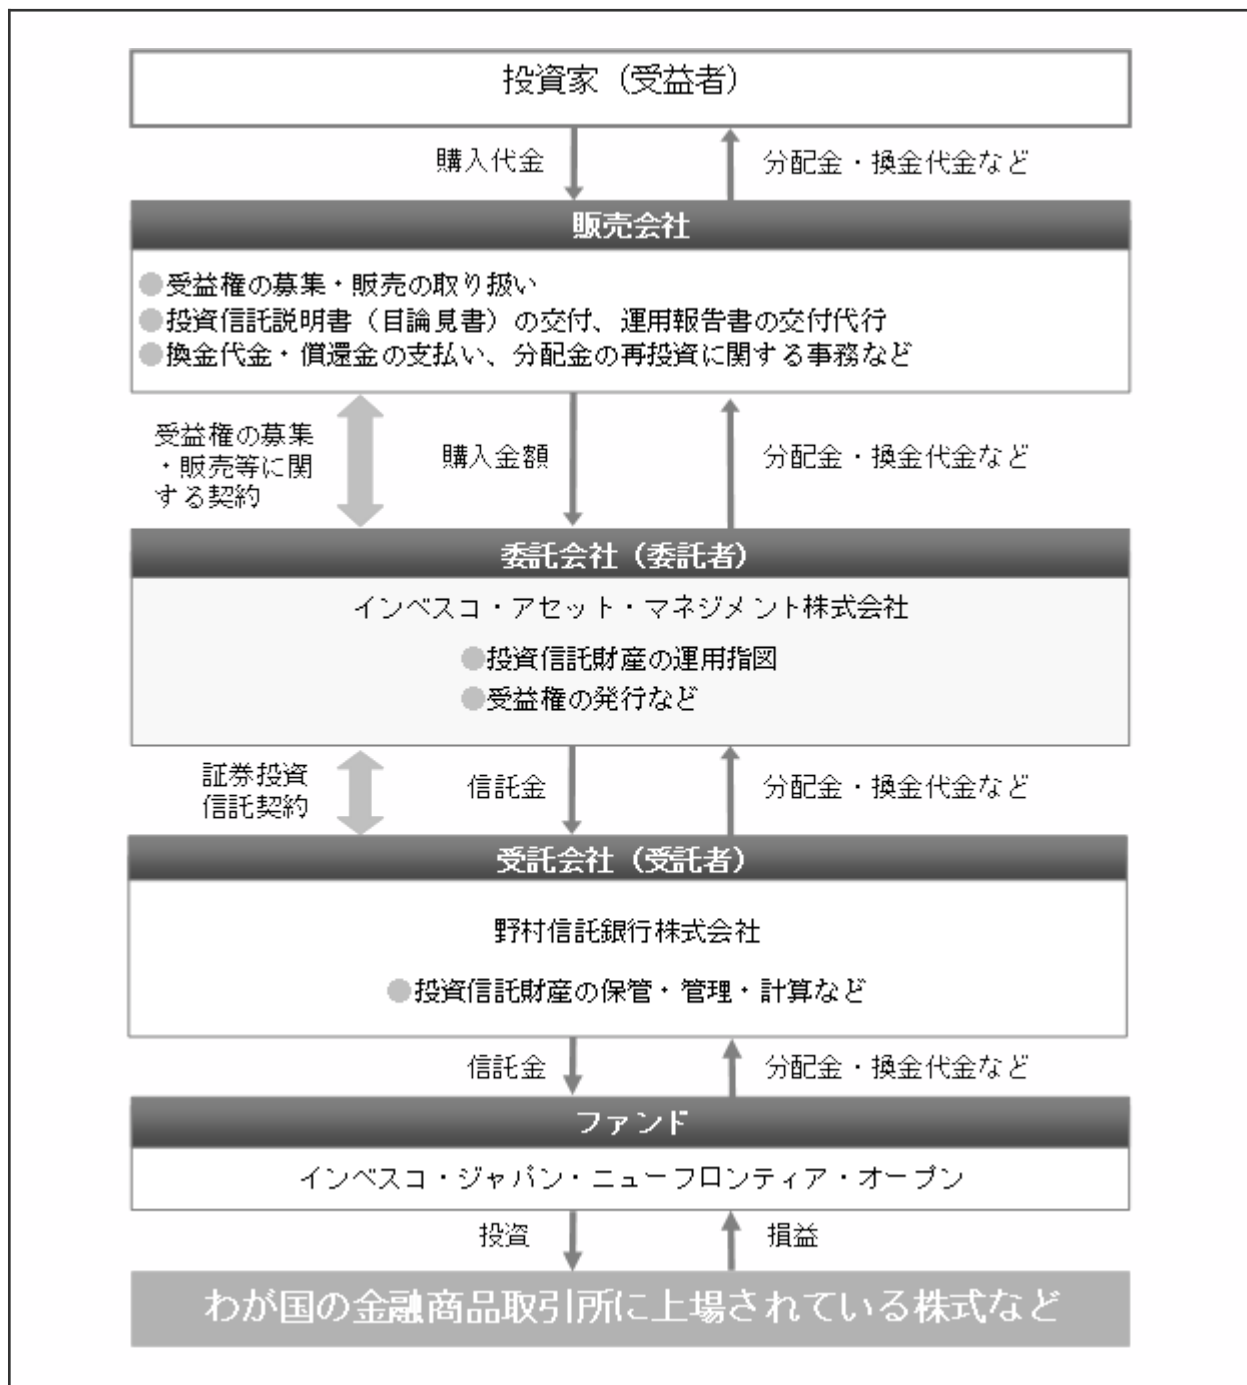 投資家（受益者）
購入代金
分配金・換金代金など
販売会社
●受益権の募集・販売の取り扱い
●投資信託説明書（目論見書）の交付、運用報告書の交付代行
●換金代金・償還金の支払い、分配金の再投資に関する事務など
受益権の募集
・販売等に関
する契約
購入金額
分配金・換金代金など
委託会社（委託者）
インベスコ・アセット・マネジメント株式会社
●投資信託財産の運用指図
●受益権の発行など
証券投資
信託契約
信託金
分配金・換金代金など
受託会社（受託者）
野村信託銀行株式会社
●投資信託財産の保管・管理・計算など
信託金
分配金・換金代金など
ファンド
インベスコ・ジャパン・ニューフロンティア・オープン
投資
損益
わが国の金融商品取引所に上場されている株式など